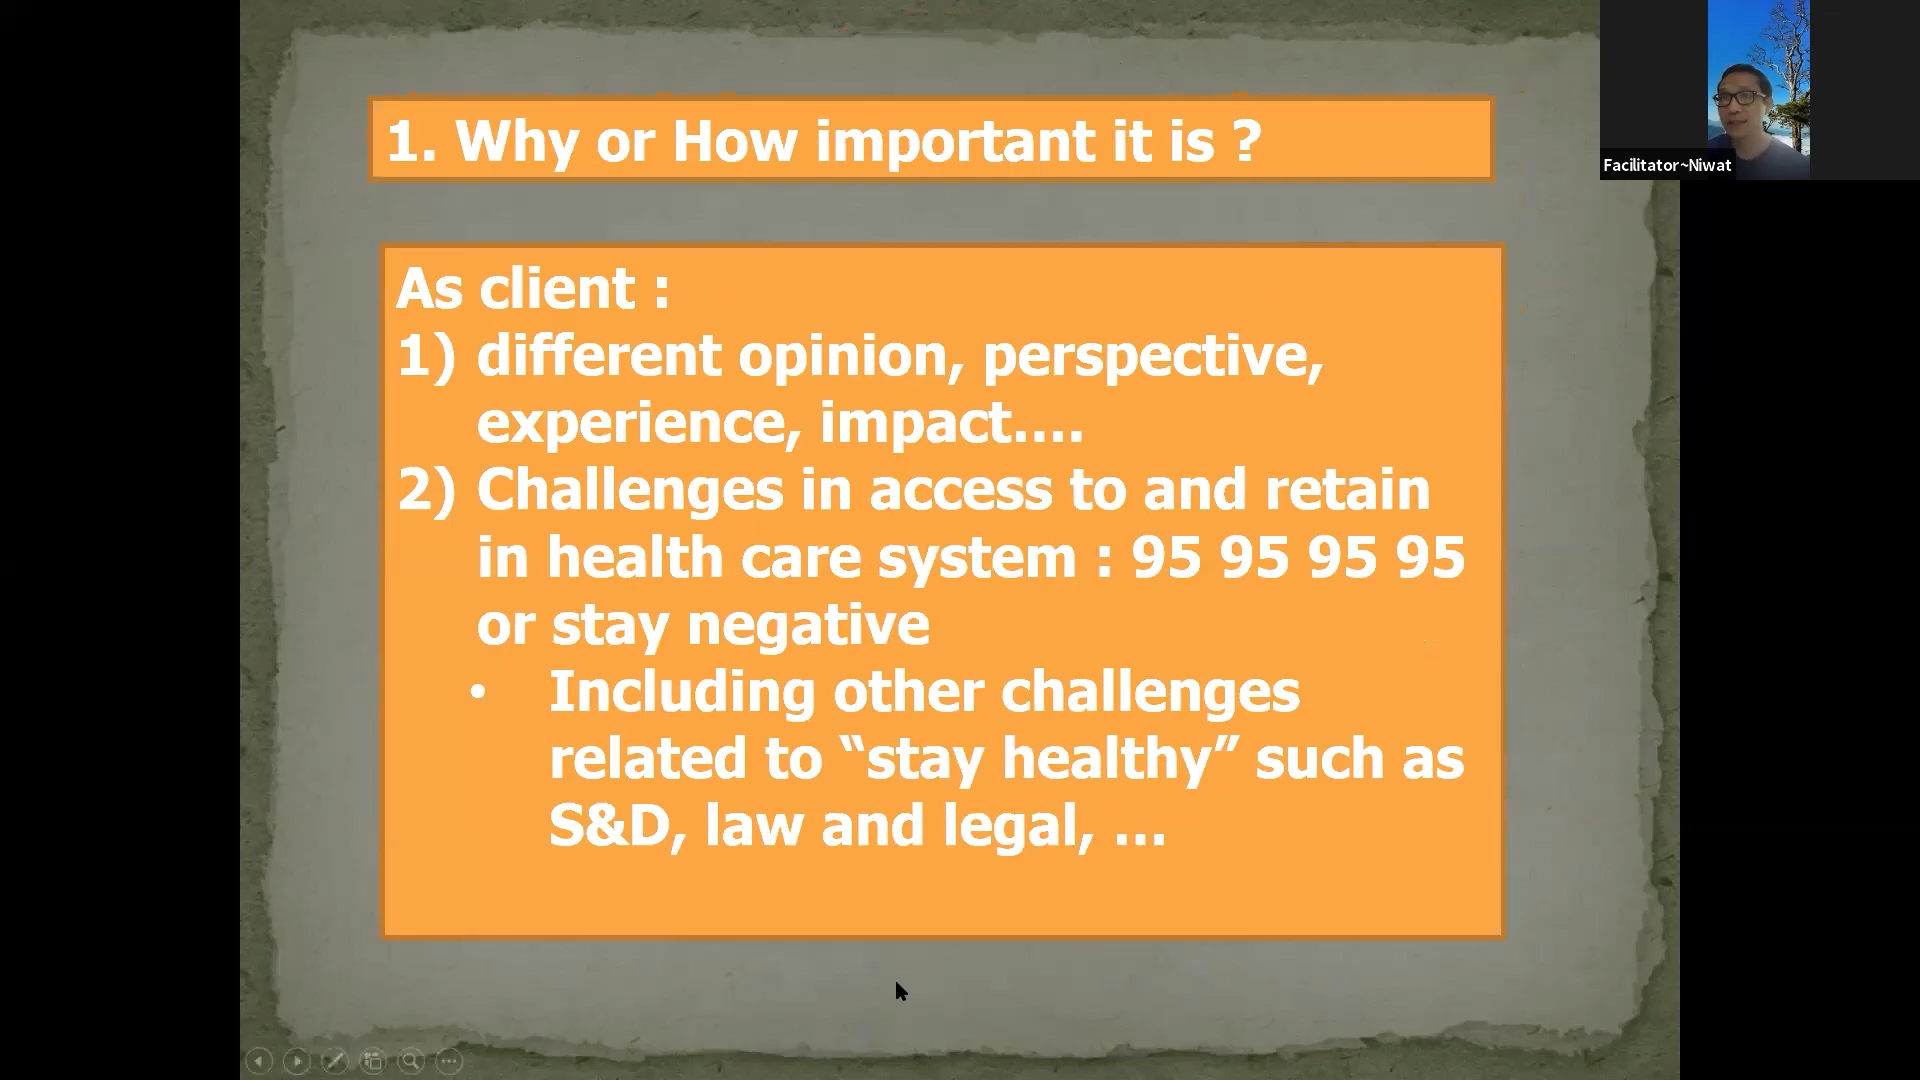 1. Why or How important it is ?
Facilitator~Niwat
As client :
1) different opinion, perspective,
experience, impact....
2) Challenges in access to and retain
in health care system : 95 95 95 95
or stay negative
• Including other challenges
related to “stay healthy” such as
S&D, law and legal, ...